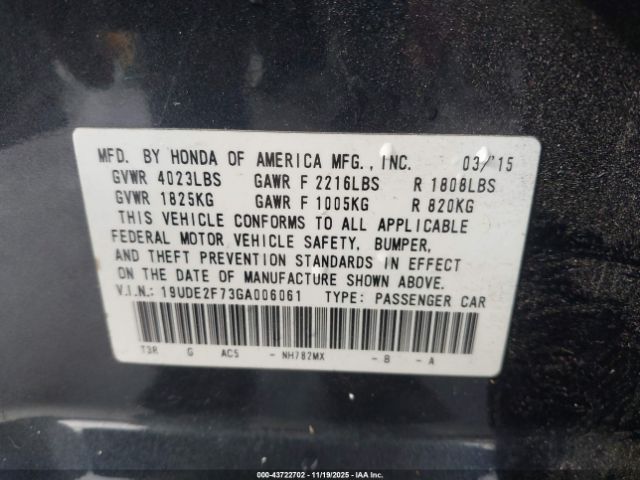 MFD. BY HONDA OF AMERICA MFG., INC. 03/'15
GVWR 4023LBS GAWR F 2216LBS R 1808LBS
GVWR 1825KG GAWR F 1005KG R 820KG
THIS VEHICLE CONFORMS TO ALL APPLICABLE
FEDERAL MOTOR VEHICLE SAFETY, BUMPER,
AND THEFT PREVENTION STANDARDS IN EFFECT
ON THE DATE OF MANUFACTURE SHOWN ABOVE.
V.I.N.: 19UDE2F73GA006061 TYPE: PASSENGER CAR
T3R G AC5 - NH782MX - B - A
000-43722702 - 11/19/2025 - IAAI.COM